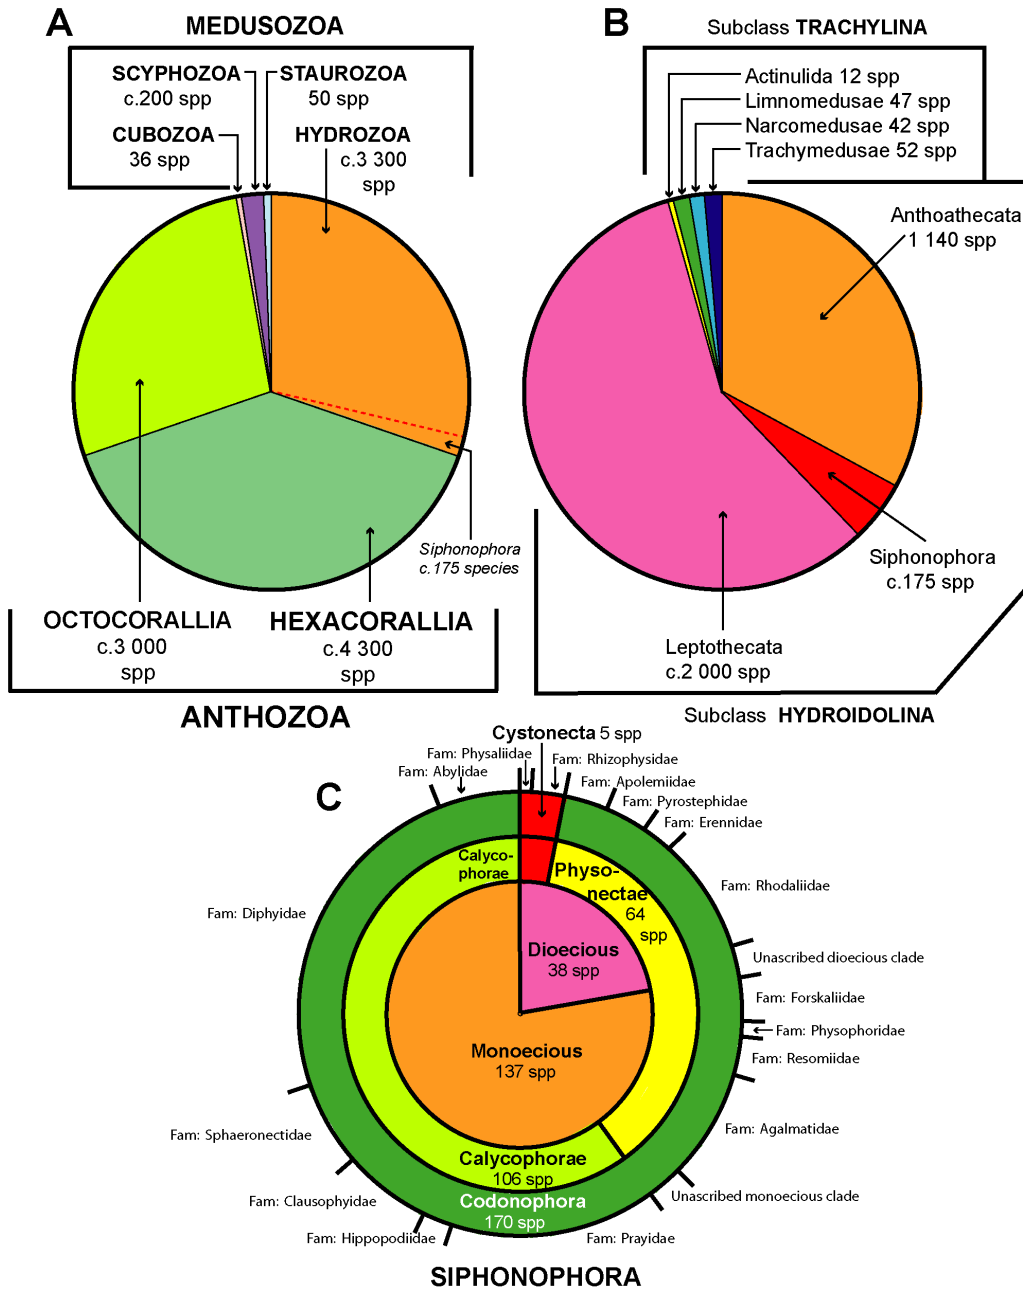 A
MEDUSOZOA
SCYPHOZOA
c.200 spp
STAUROZOA
50 spp
CUBOZOA
36 spp
HYDROZOA
c.3 300
spp
Siphonophora
c.175 species
OCTOCORALLIA
c.3 000
spp
HEXACORALLIA
c.4 300
spp
ANTHOZOA
B
Subclass TRACHYLINA
Actinulida 12 spp
Limnomedusae 47 spp
Narcomedusae 42 spp
Trachymedusae 52 spp
Anthoathecata
1 140 spp
Siphonophora
c.175 spp
Leptothecata
c.2 000 spp
Subclass HYDROIDOLINA
C
Cystonecta 5 spp
Fam: Physaliidae
Fam: Rhizophysidae
Fam: Abylidae
Fam: Apolemiidae
Fam: Pyrostephidae
Fam: Erennidae
Calyco-
phorae
Physo-
nectae
64
spp
Fam: Rhodaliidae
Fam: Diphyidae
Dioecious
38 spp
Unascribed dioecious clade
Fam: Forskaliidae
Fam: Physophoridae
Fam: Resomiidae
Monoecious
137 spp
Fam: Agalmatidae
Fam: Sphaeronectidae
Calycophorae
106 spp
Unascribed monoecious clade
Fam: Clausophyidae
Codonophora
170 spp
Fam: Hippopodiidae
Fam: Prayidae
SIPHONOPHORA